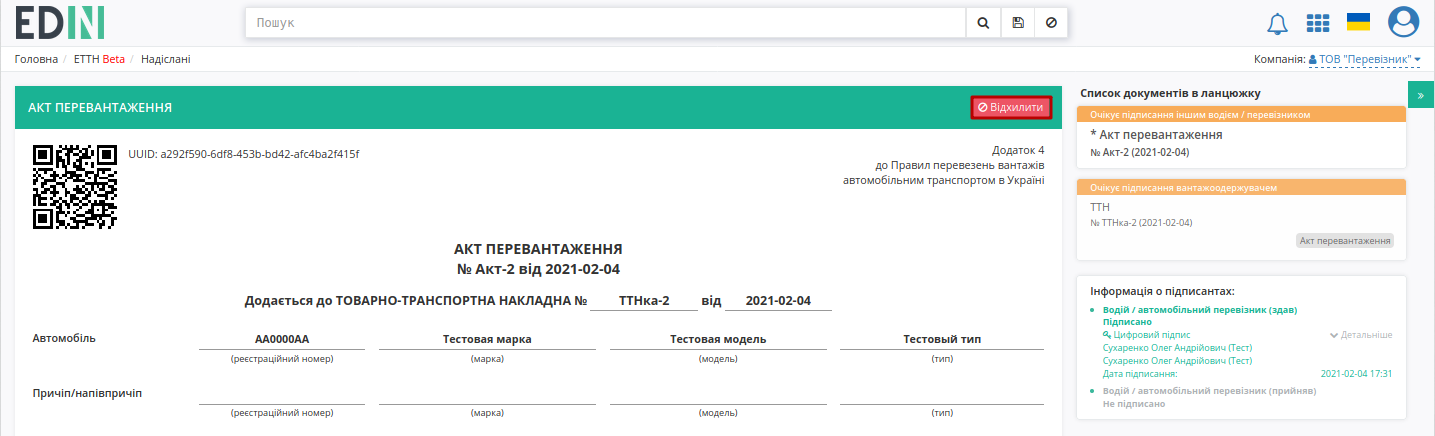 EDIN
Пошук
Головна / ЕТТН Beta / Надіслані
Компанія: ТОВ "Перевізник"
АКТ ПЕРЕВАНТАЖЕННЯ
Відхилити
UUID: a292f590-6df8-453b-bd42-afc4ba2f415f
Додаток 4
до Правил перевезень вантажів
автомобільним транспортом в Україні
АКТ ПЕРЕВАНТАЖЕННЯ
№ Акт-2 від 2021-02-04
Додається до ТОВАРНО-ТРАНСПОРТНА НАКЛАДНА № ТТНка-2 від 2021-02-04
Автомобіль
АА0000АА Тестовая марка Тестовая модель Тестовый тип
(реєстраційний номер) (марка) (модель) (тип)
Причіп/напівпричіп
(реєстраційний номер) (марка) (модель) (тип)
Список документів в ланцюжку
»
Очікує підписання іншим водієм / перевізником
* Акт перевантаження
№ Акт-2 (2021-02-04)
Очікує підписання вантажоодержувачем
ТТН
№ ТТНка-2 (2021-02-04)
Акт перевантаження
Інформація о підписантах:
Водій / автомобільний перевізник (здав)
Підписано
Цифровий підпис Детальніше
Сухаренко Олег Андрійович (Тест)
Сухаренко Олег Андрійович (Тест)
Дата підписання: 2021-02-04 17:31
Водій / автомобільний перевізник (прийняв)
Не підписано